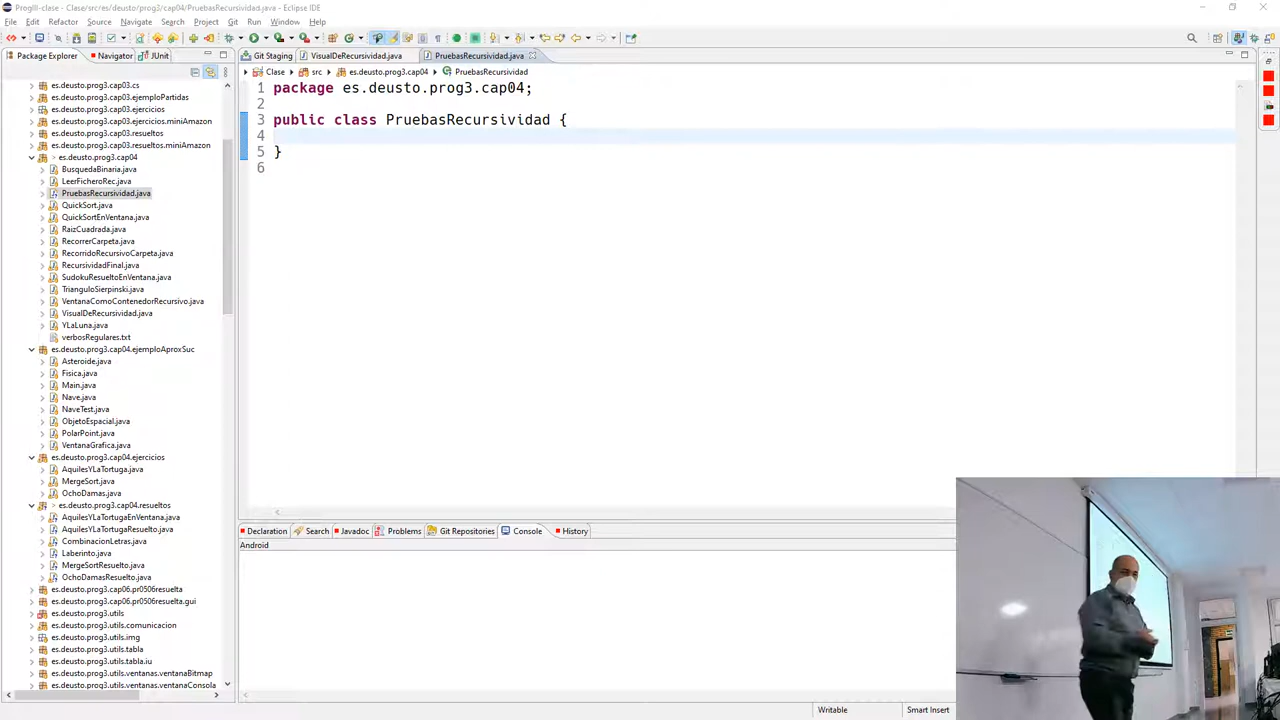 ProgIII-clase - Clase/src/es/deusto/prog3/cap04/PruebasRecursividad.java - Eclipse IDE
File Edit Refactor Source Navigate Search Project Git Run Window Help
Package Explorer Navigator JUnit
Git Staging VisualDeRecursividad.java PruebasRecursividad.java
Clase src es.deusto.prog3.cap04 PruebasRecursividad
1 package es.deusto.prog3.cap04;
2
3 public class PruebasRecursividad {
4
5 }
6
es.deusto.prog3.cap03.cs
es.deusto.prog3.cap03.ejemploPartidas
es.deusto.prog3.cap03.ejercicios
es.deusto.prog3.cap03.ejercicios.miniAmazon
es.deusto.prog3.cap03.resueltos
es.deusto.prog3.cap03.resueltos.miniAmazon
> es.deusto.prog3.cap04
BusquedaBinaria.java
LeerFicheroRec.java
PruebasRecursividad.java
QuickSort.java
QuickSortEnVentana.java
RaizCuadrada.java
RecorrerCarpeta.java
RecorridoRecursivoCarpeta.java
RecursividadFinal.java
SudokuResueltoEnVentana.java
TrianguloSierpinski.java
VentanaComoContenedorRecursivo.java
VisualDeRecursividad.java
YLaLuna.java
verbosRegulares.txt
es.deusto.prog3.cap04.ejemploAproxSuc
Asteroide.java
Fisica.java
Main.java
Nave.java
NaveTest.java
ObjetoEspacial.java
PolarPoint.java
VentanaGrafica.java
es.deusto.prog3.cap04.ejercicios
AquilesYLaTortuga.java
MergeSort.java
OchoDamas.java
> es.deusto.prog3.cap04.resueltos
AquilesYLaTortugaEnVentana.java
AquilesYLaTortugaResuelto.java
CombinacionLetras.java
Laberinto.java
MergeSortResuelto.java
OchoDamasResuelto.java
es.deusto.prog3.cap06.pr0506resuelta
es.deusto.prog3.cap06.pr0506resuelta.gui
es.deusto.prog3.utils
es.deusto.prog3.utils.comunicacion
es.deusto.prog3.utils.img
es.deusto.prog3.utils.tabla
es.deusto.prog3.utils.tabla.iu
es.deusto.prog3.utils.ventanas.ventanaBitmap
es.deusto.prog3.utils.ventanas.ventanaConsola
Declaration Search Javadoc Problems Git Repositories Console History
Android
Writable Smart Insert